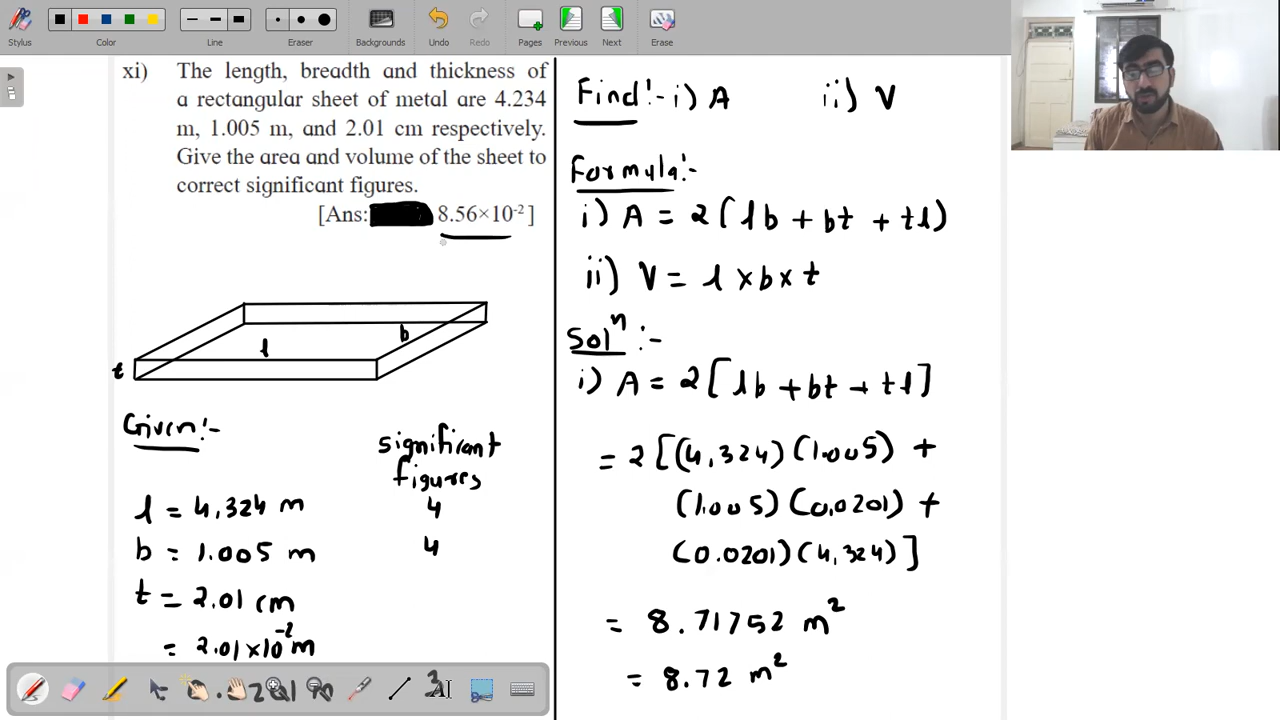 Stylus
Color
Line
Eraser
Backgrounds
Undo
Redo
Pages
Previous
Next
Erase
xi) The length, breadth and thickness of
a rectangular sheet of metal are 4.234
m, 1.005 m, and 2.01 cm respectively.
Give the area and volume of the sheet to
correct significant figures.
[Ans: 8.56×10⁻²]
l
b
t
Given:-
significant
figures
l = 4.324 m 4
b = 1.005 m 4
t = 2.01 cm
= 2.01×10⁻² m
3
Find:- i) A ii) V
Formula:-
i) A = 2(lb + bt + tl)
ii) V = l × b × t
Solⁿ:-
i) A = 2[lb + bt + tl]
= 2[(4.324)(1.005) +
(1.005)(0.0201) +
(0.0201)(4.324)]
= 8.71752 m²
= 8.72 m²